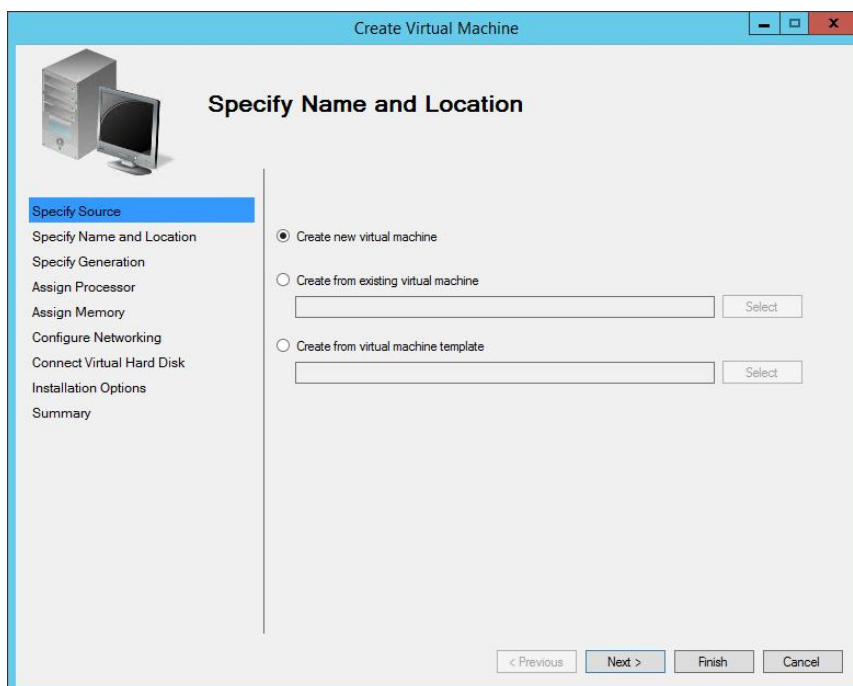 Create Virtual Machine
Specify Name and Location
Specify Source
Specify Name and Location
Specify Generation
Assign Processor
Assign Memory
Configure Networking
Connect Virtual Hard Disk
Installation Options
Summary
Create new virtual machine
Create from existing virtual machine
Select
Create from virtual machine template
Select
< Previous
Next >
Finish
Cancel